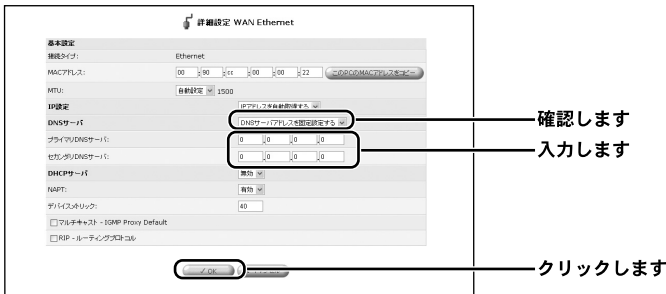 詳細設定 WAN Ethernet
基本設定
接続タイプ: Ethernet
MACアドレス: 00 : 90 : cc : 00 : 00 : 22 このPCのMACアドレスをコピー
MTU: 自動設定 1500
IP設定 IPアドレスを自動取得する
DNSサーバ DNSサーバアドレスを固定設定する 確認します
プライマリDNSサーバ: 0 .0 .0 .0
入力します
セカンダリDNSサーバ: 0 .0 .0 .0
DHCPサーバ 無効
NAPT: 有効
デバイスメトリック: 40
マルチキャスト - IGMP Proxy Default
RIP - ルーティングプロトコル
✓ OK クリックします